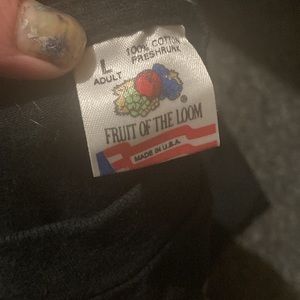 L
ADULT
100% COTTON
PRESHRUNK
®
FRUIT OF THE LOOM
MADE IN U.S.A.